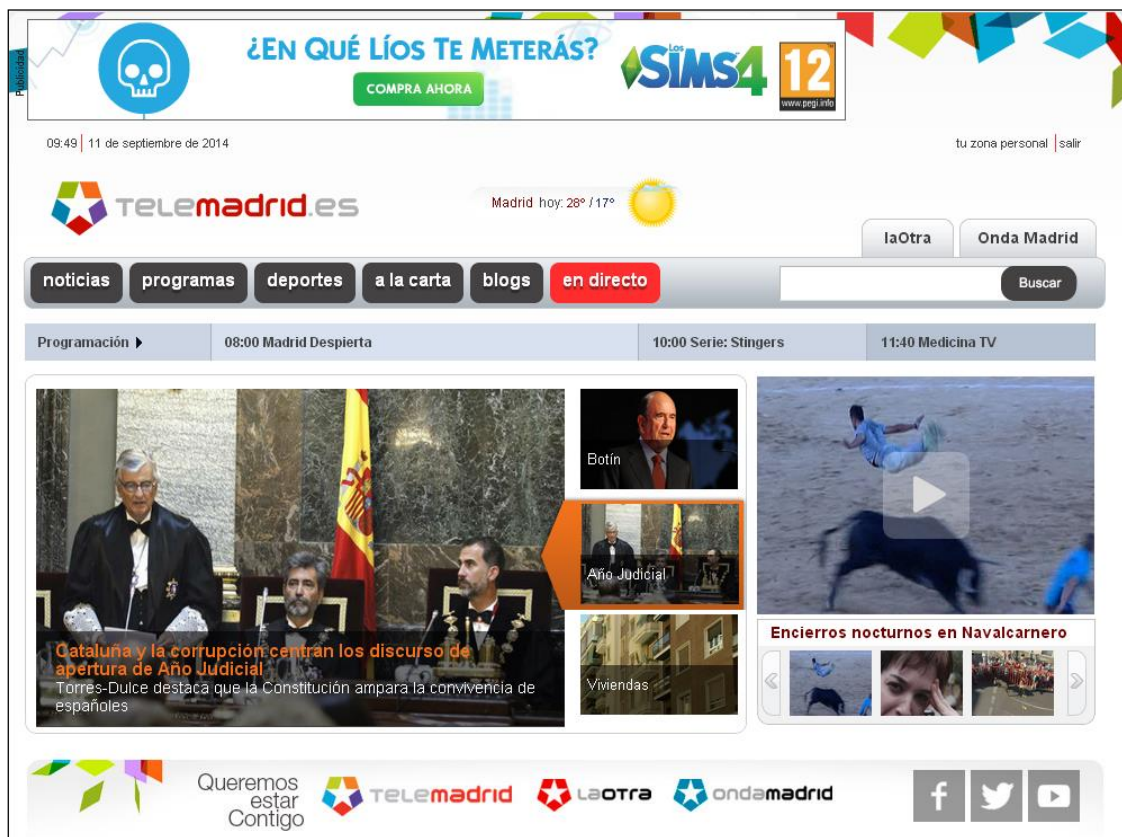 Publicidad
¿EN QUÉ LÍOS TE METERÁS?
COMPRA AHORA
Los
SIMS4
12
www.pegi.info
09:49 | 11 de septiembre de 2014
tu zona personal | salir
TELEMADRID.ES
Madrid hoy: 28º / 17º
laOtra
Onda Madrid
noticias
programas
deportes
a la carta
blogs
en directo
Buscar
Programación
08:00 Madrid Despierta
10:00 Serie: Stingers
11:40 Medicina TV
Cataluña y la corrupción centran los discurso de
apertura de Año Judicial
Torres-Dulce destaca que la Constitución ampara la convivencia de
españoles
Botín
Año Judicial
Viviendas
Encierros nocturnos en Navalcarnero
Queremos
estar
Contigo
TELEMADRID
LAOTRA
ondamadrid
f